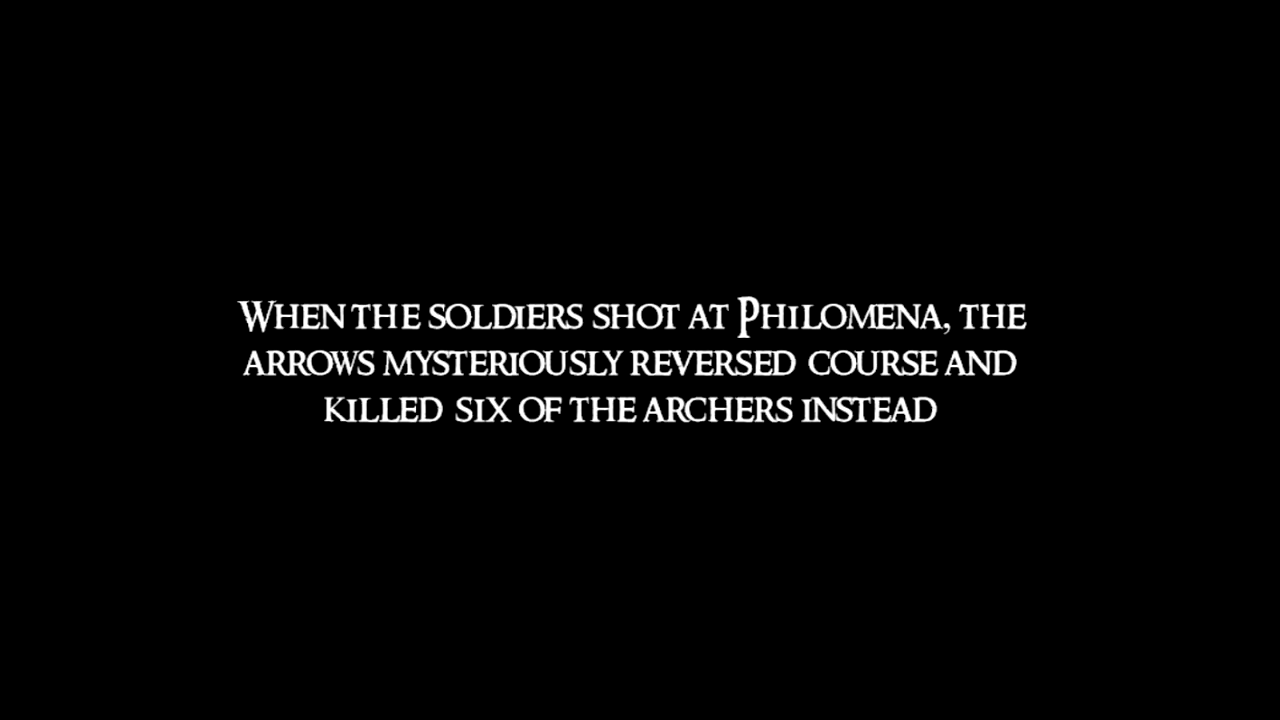 When the soldiers shot at Philomena, the
arrows mysteriously reversed course and
killed six of the archers instead